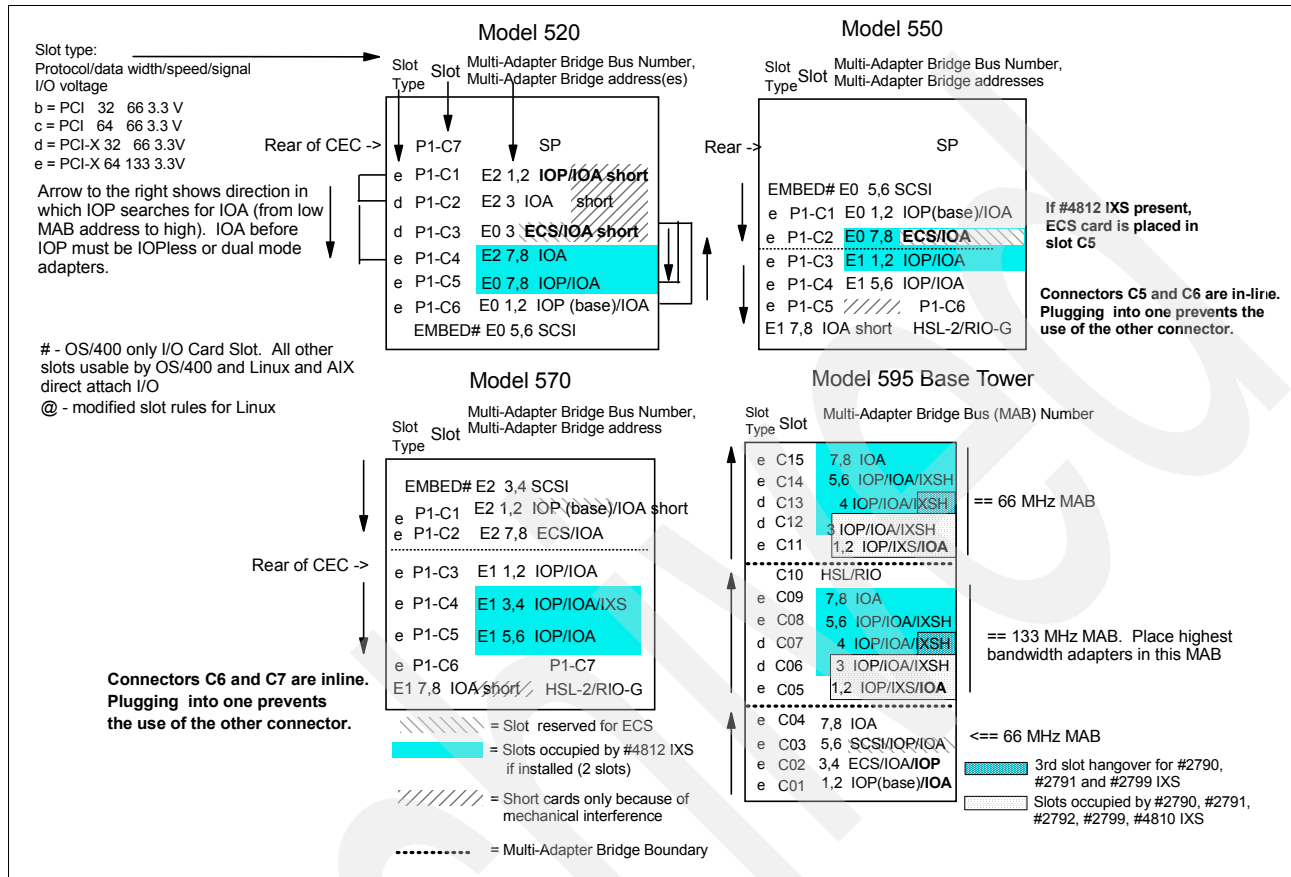 Slot type:
Protocol/data width/speed/signal
I/O voltage
b = PCI 32 66 3.3 V
c = PCI 64 66 3.3 V
d = PCI-X 32 66 3.3V
e = PCI-X 64 133 3.3V
Arrow to the right shows direction in
which IOP searches for IOA (from low
MAB address to high). IOA before
IOP must be IOPless or dual mode
adapters.
# - OS/400 only I/O Card Slot. All other
slots usable by OS/400 and Linux and AIX
direct attach I/O
@ - modified slot rules for Linux
Model 520
Slot
Type
Slot
Multi-Adapter Bridge Bus Number,
Multi-Adapter Bridge address(es)
Rear of CEC ->
P1-C7 SP
e P1-C1 E2 1,2 IOP/IOA short
d P1-C2 E2 3 IOA short
d P1-C3 E0 3 ECS/IOA short
e P1-C4 E2 7,8 IOA
e P1-C5 E0 7,8 IOP/IOA
e P1-C6 E0 1,2 IOP (base)/IOA
EMBED# E0 5,6 SCSI
Model 550
Slot
Type
Slot
Multi-Adapter Bridge Bus Number,
Multi-Adapter Bridge addresses
Rear ->
SP
EMBED# E0 5,6 SCSI
e P1-C1 E0 1,2 IOP(base)/IOA
e P1-C2 E0 7,8 ECS/IOA
e P1-C3 E1 1,2 IOP/IOA
e P1-C4 E1 5,6 IOP/IOA
e P1-C5 P1-C6
E1 7,8 IOA short HSL-2/RIO-G
If #4812 IXS present,
ECS card is placed in
slot C5
Connectors C5 and C6 are in-line.
Plugging into one prevents the
use of the other connector.
Model 570
Slot
Type
Slot
Multi-Adapter Bridge Bus Number,
Multi-Adapter Bridge address
EMBED# E2 3,4 SCSI
e P1-C1 E2 1,2 IOP (base)/IOA short
e P1-C2 E2 7,8 ECS/IOA
Rear of CEC ->
e P1-C3 E1 1,2 IOP/IOA
e P1-C4 E1 3,4 IOP/IOA/IXS
e P1-C5 E1 5,6 IOP/IOA
e P1-C6 P1-C7
E1 7,8 IOA short HSL-2/RIO-G
Connectors C6 and C7 are inline.
Plugging into one prevents
the use of the other connector.
= Slot reserved for ECS
= Slots occupied by #4812 IXS
if installed (2 slots)
= Short cards only because of
mechanical interference
= Multi-Adapter Bridge Boundary
Model 595 Base Tower
Slot
Type
Slot
Multi-Adapter Bridge Bus (MAB) Number
e C15 7,8 IOA
e C14 5,6 IOP/IOA/IXSH
d C13 4 IOP/IOA/IXSH
d C12 3 IOP/IOA/IXSH
e C11 1,2 IOP/IXS/IOA
== 66 MHz MAB
C10 HSL/RIO
e C09 7,8 IOA
e C08 5,6 IOP/IOA/IXSH
d C07 4 IOP/IOA/IXSH
d C06 3 IOP/IOA/IXSH
e C05 1,2 IOP/IXS/IOA
== 133 MHz MAB. Place highest
bandwidth adapters in this MAB
e C04 7,8 IOA
e C03 5,6 SCSI/IOP/IOA
e C02 3,4 ECS/IOA/IOP
e C01 1,2 IOP(base)/IOA
<== 66 MHz MAB
3rd slot hangover for #2790,
#2791 and #2799 IXS
Slots occupied by #2790, #2791,
#2792, #2799, #4810 IXS